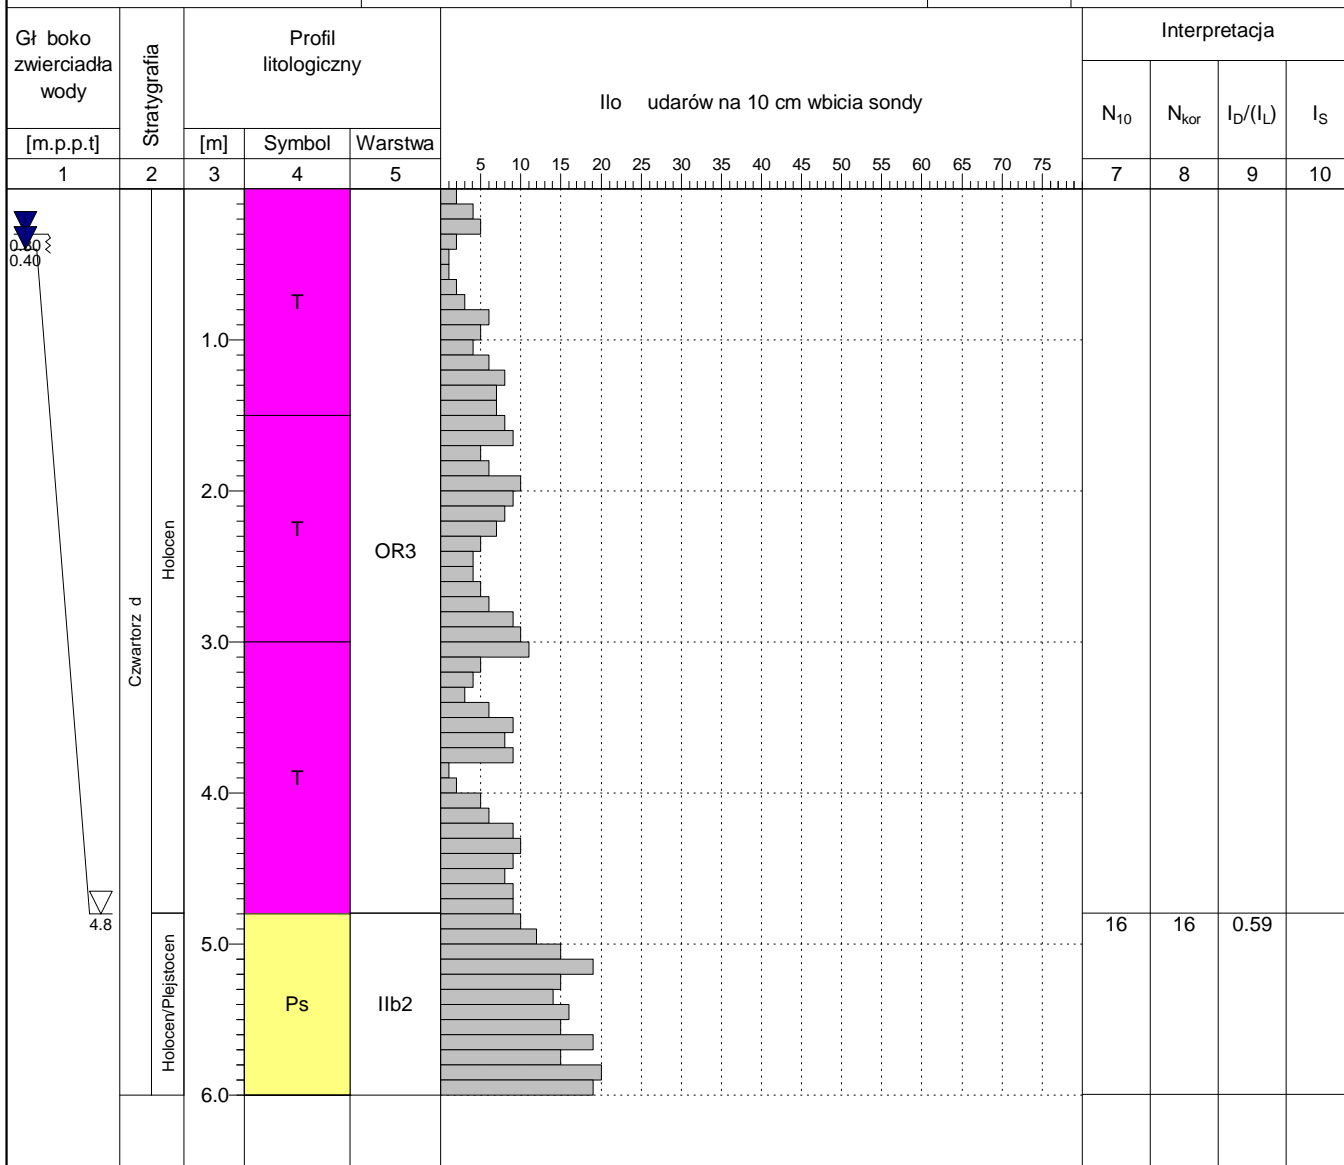 Gł boko
zwierciadła
wody
[m.p.p.t]
1
Stratygrafia
2
Profil
litologiczny
[m]
Symbol
Warstwa
3
4
5
Ilo udarów na 10 cm wbicia sondy
5 10 15 20 25 30 35 40 45 50 55 60 65 70 75
Interpretacja
N10
Nkor
ID/(IL)
IS
7
8
9
10
0.40
4.8
Czwartorz d
Holocen
Holocen/Plejstocen
1.0
2.0
3.0
4.0
5.0
6.0
T
T
T
Ps
OR3
IIb2
16
16
0.59